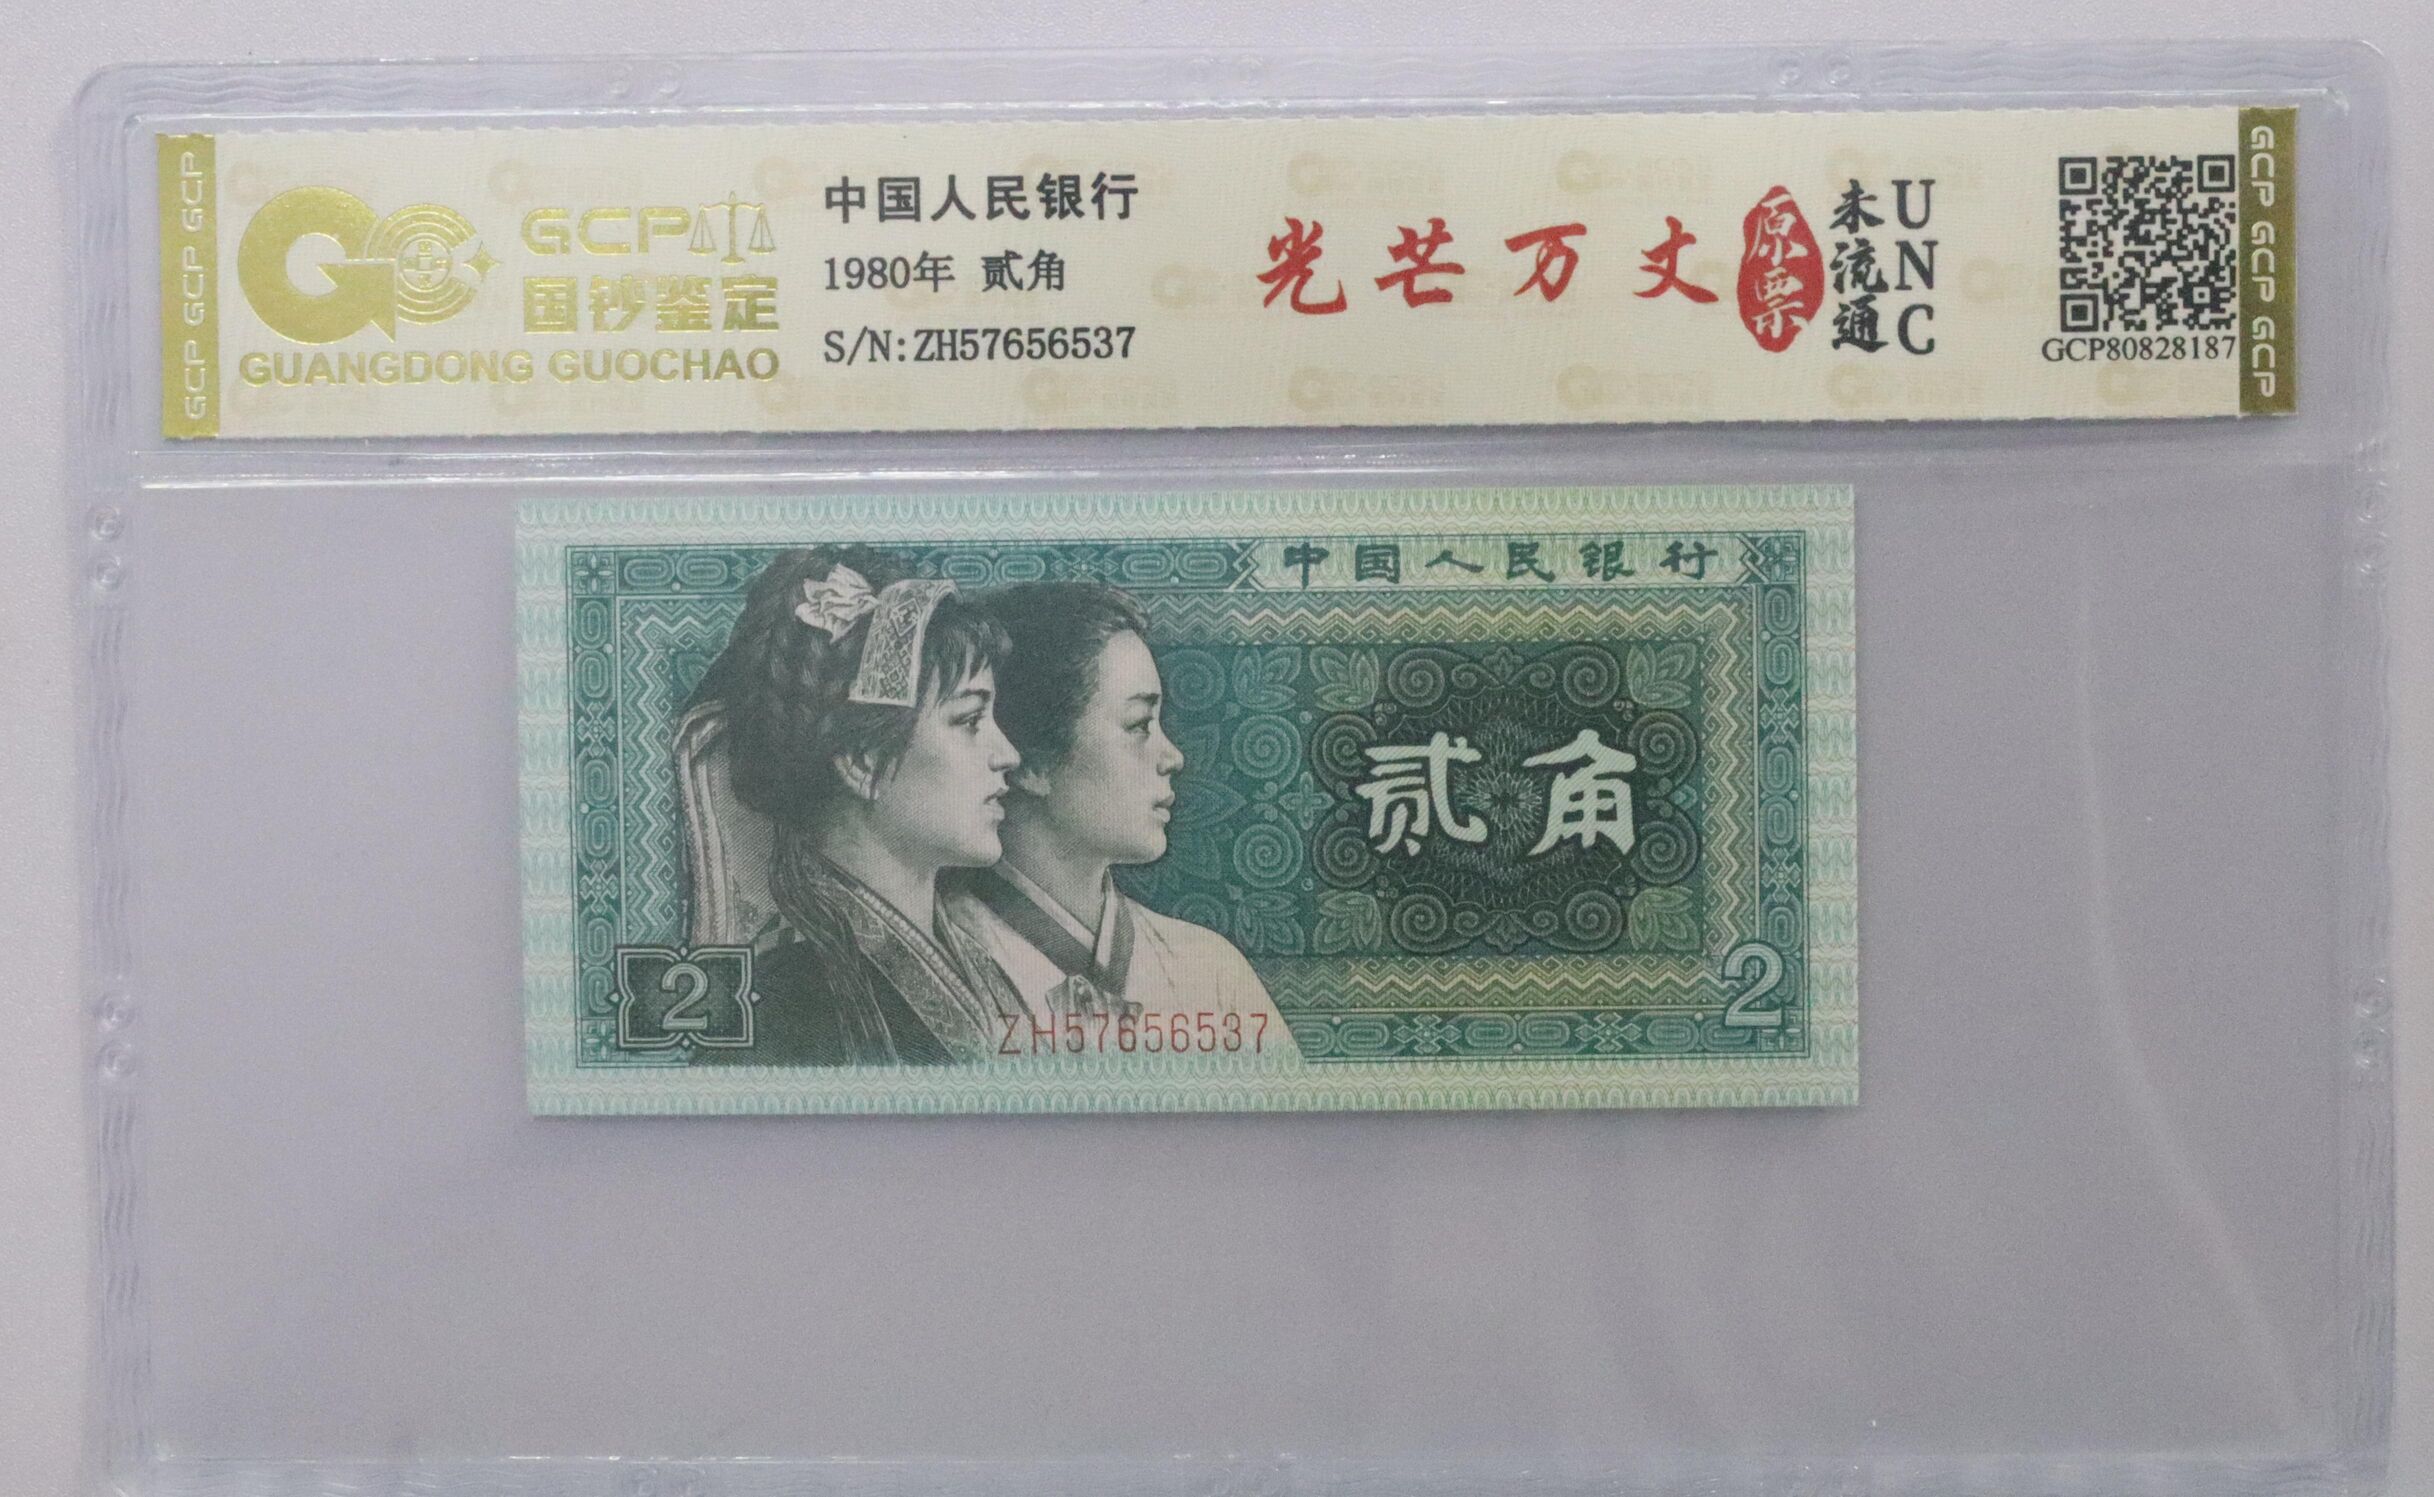 GCP GCP GCP
GCP
国钞鉴定
GUANGDONG GUOCHAO
中国人民银行
1980年 贰角
S/N:ZH57656537
光芒万丈
原票
未流通
UNC
GCP80828187
GCP GCP GCP
中国人民银行
贰角
2
2
ZH57656537